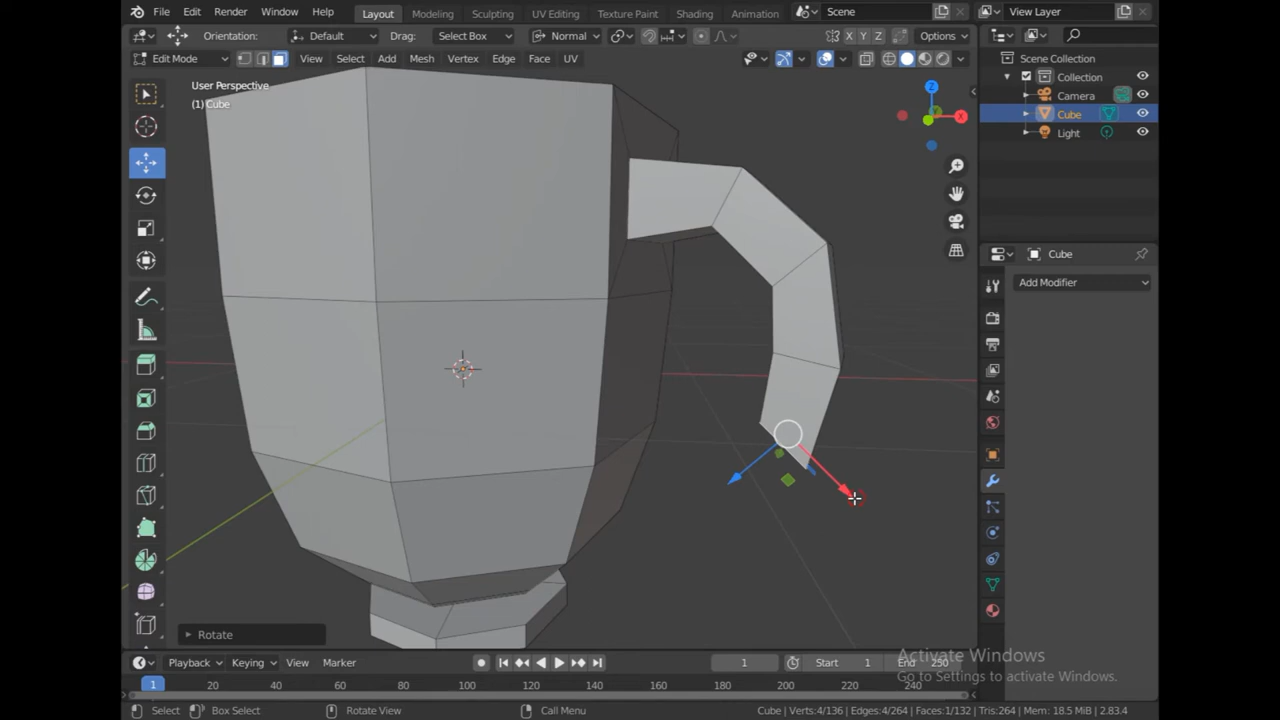 File Edit Render Window Help Layout Modeling Sculpting UV Editing Texture Paint Shading Animation Scene View Layer
Orientation: Default Drag: Select Box Normal X Y Z Options
Edit Mode View Select Add Mesh Vertex Edge Face UV
User Perspective
(1) Cube
Z
X
Y
Scene Collection
Collection
Camera
Cube
Light
Cube
Add Modifier
Rotate
Activate Windows
Go to Settings to activate Windows.
Playback Keying View Marker 1 Start 1 End 250
1 20 40 60 80 100 120 140 160 180 200 220 240
Select Box Select Rotate View Call Menu Cube | Verts:4/136 | Edges:4/264 | Faces:1/132 | Tris:264 | Mem: 18.5 MiB | 2.83.4